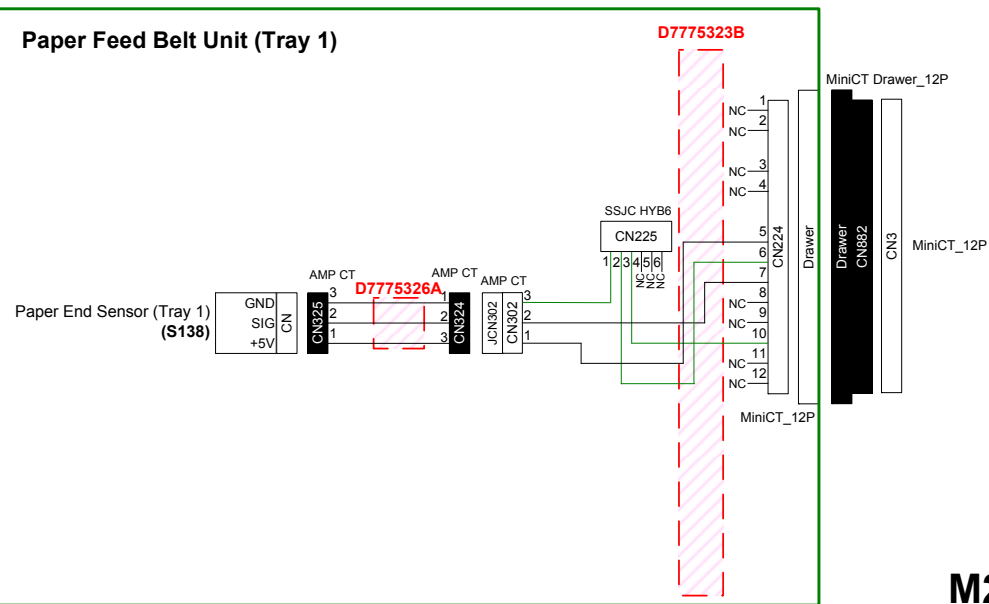 Paper Feed Belt Unit (Tray 1)
D7775323B
MiniCT Drawer_12P
NC 1
NC 2
NC 3
NC 4
SSJC HYB6
CN225
1 2 3 4 5 6
NC NC NC
5
6
7
NC 8
NC 9
10
NC 11
NC 12
CN224
Drawer
Drawer
CN882
CN3
MiniCT_12P
MiniCT_12P
AMP CT
D7775326A
AMP CT
AMP CT
Paper End Sensor (Tray 1)
(S138)
GND
SIG
+5V
CN
CN325
3
2
1
1
2
3
CN324
JCN302
CN302
3
2
1